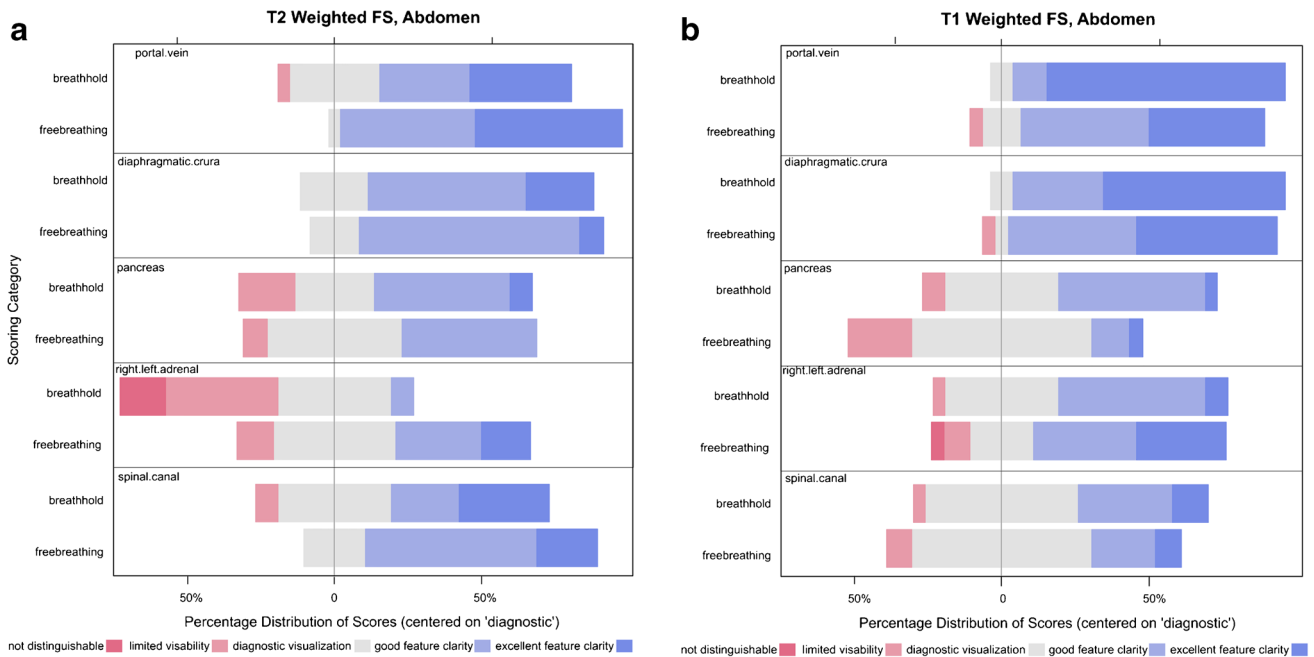 a
T2 Weighted FS, Abdomen
portal.vein
breathhold
freebreathing
diaphragmatic.crura
breathhold
freebreathing
pancreas
breathhold
freebreathing
right.left.adrenal
breathhold
freebreathing
spinal.canal
breathhold
freebreathing
Scoring Category
50% 0 50%
Percentage Distribution of Scores (centered on 'diagnostic')
not distinguishable limited visability diagnostic visualization good feature clarity excellent feature clarity
b
T1 Weighted FS, Abdomen
portal.vein
breathhold
freebreathing
diaphragmatic.crura
breathhold
freebreathing
pancreas
breathhold
freebreathing
right.left.adrenal
breathhold
freebreathing
spinal.canal
breathhold
freebreathing
50% 0 50%
Percentage Distribution of Scores (centered on 'diagnostic')
not distinguishable limited visability diagnostic visualization good feature clarity excellent feature clarity